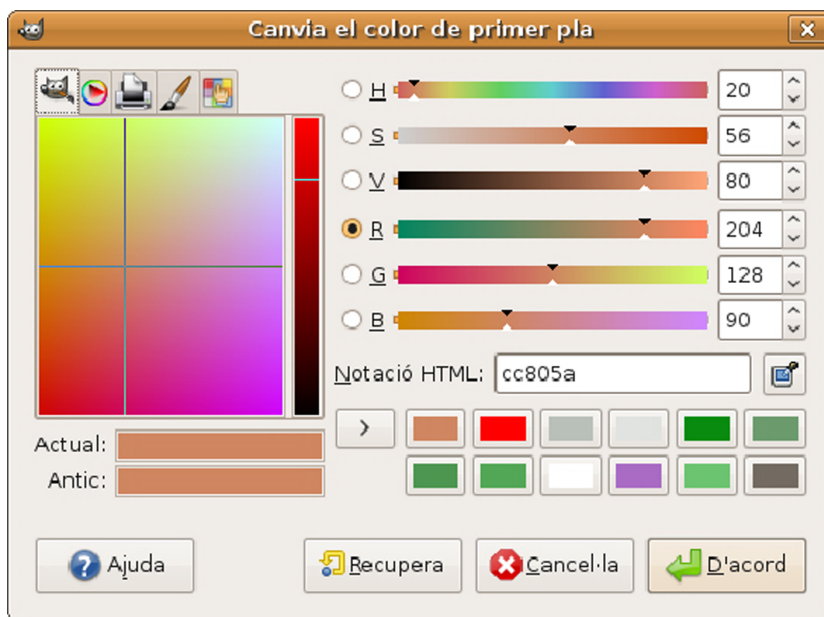 Canvia el color de primer pla
H 20
S 56
V 80
R 204
G 128
B 90
Notació HTML: cc805a
Actual:
Antic:
Ajuda
Recupera
Cancel·la
D'acord